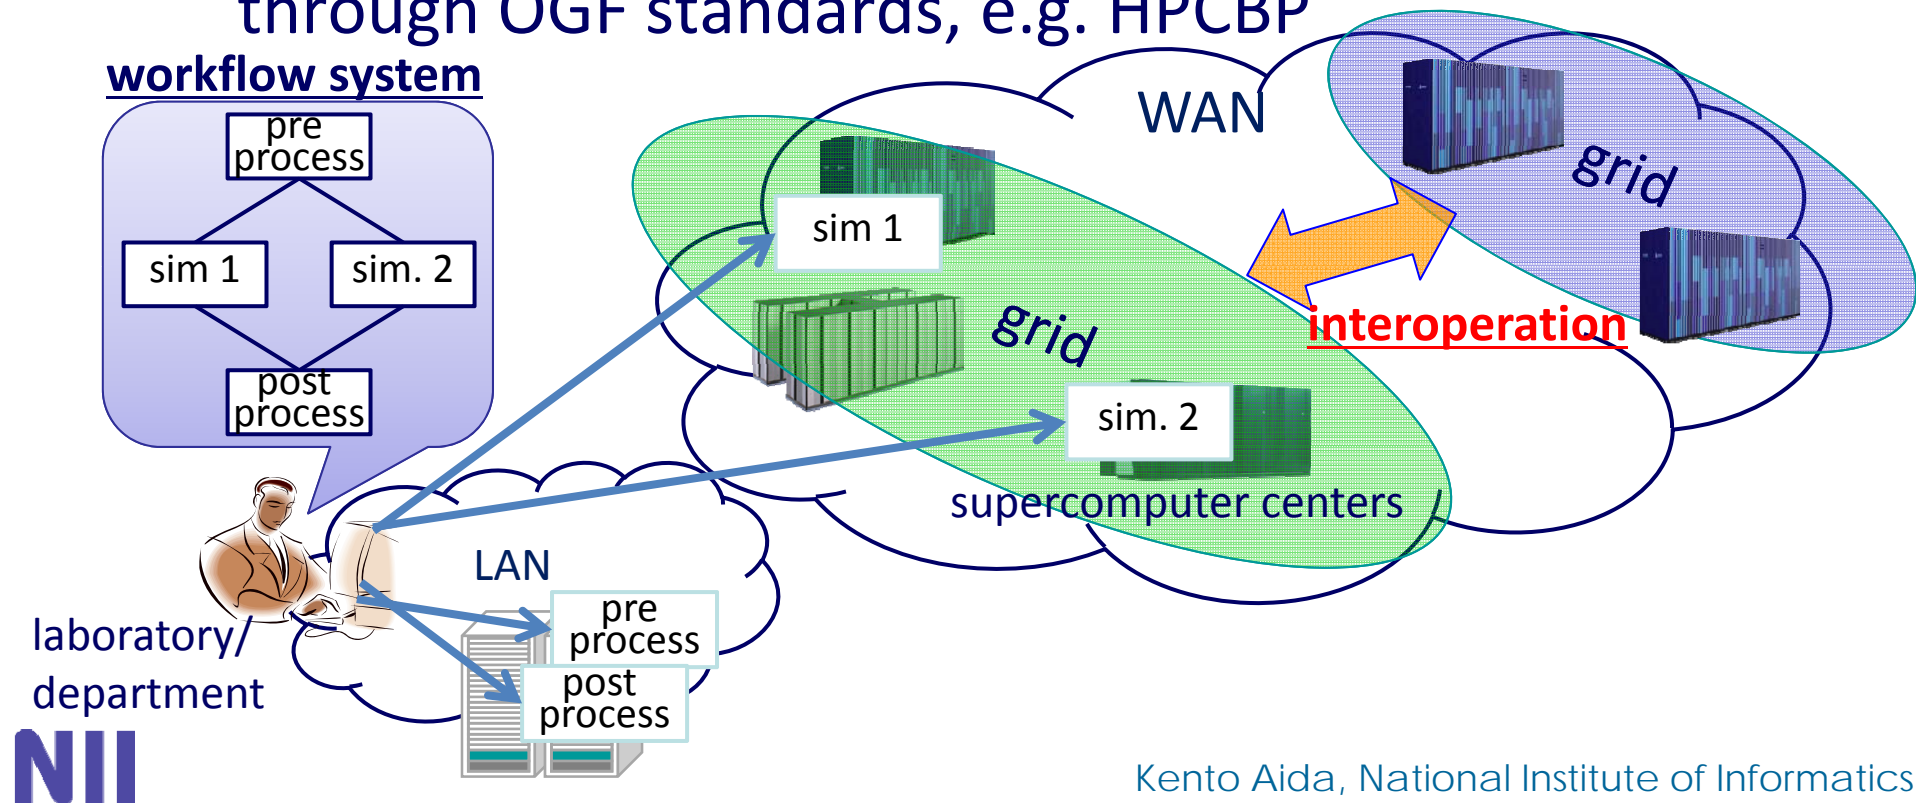 through OGF standards, e.g. HPCBP
workflow system
pre
process
sim 1
sim. 2
post
process
WAN
grid
sim 1
grid
interoperation
sim. 2
supercomputer centers
LAN
pre
process
post
process
laboratory/
department
NII
Kento Aida, National Institute of Informatics